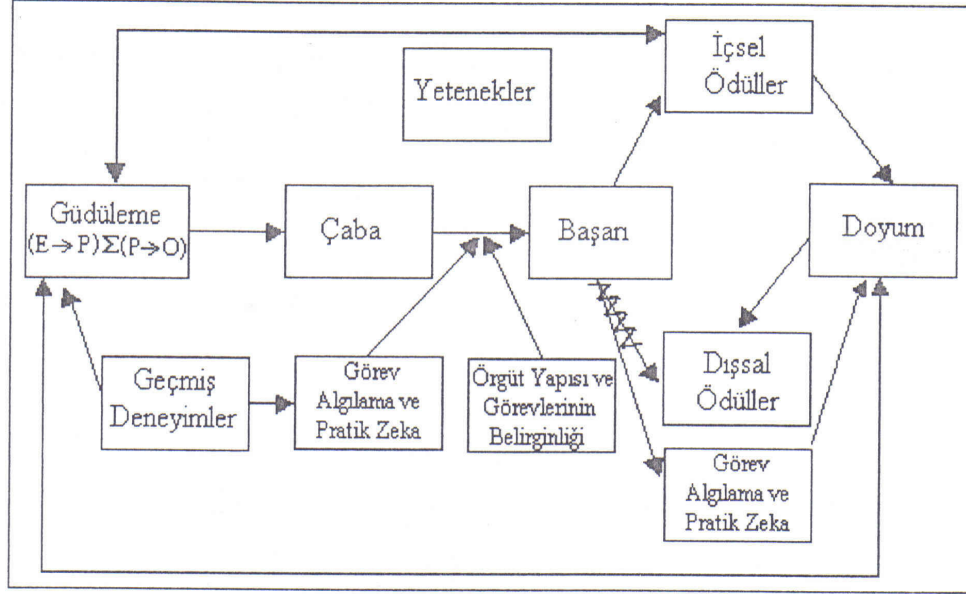 İçsel
Ödüller
Yetenekler
Güdüleme
(E→P)Σ(P→O)
Çaba
Başarı
Doyum
Geçmiş
Deneyimler
Görev
Algılama ve
Pratik Zeka
Örgüt Yapısı ve
Görevlerinin
Belirginliği
Dışsal
Ödüller
Görev
Algılama ve
Pratik Zeka